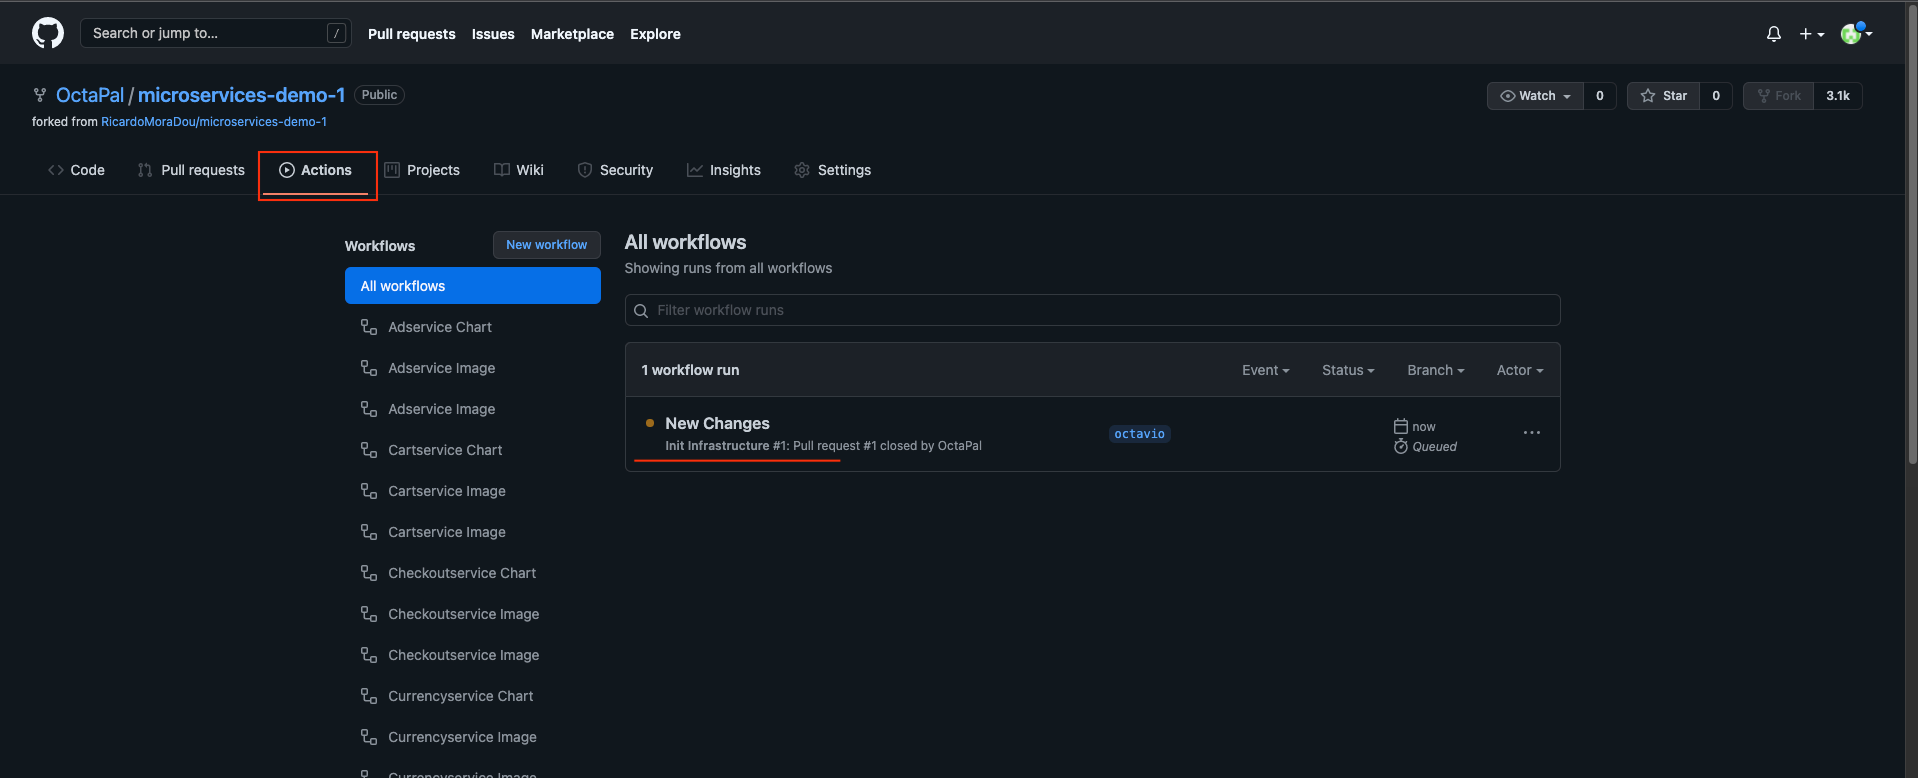 Search or jump to... /
Pull requests Issues Marketplace Explore
OctaPal / microservices-demo-1 Public
Watch 0 Star 0 Fork 3.1k
forked from RicardoMoraDou/microservices-demo-1
Code Pull requests Actions Projects Wiki Security Insights Settings
Workflows New workflow
All workflows
Adservice Chart
Adservice Image
Adservice Image
Cartservice Chart
Cartservice Image
Cartservice Image
Checkoutservice Chart
Checkoutservice Image
Checkoutservice Image
Currencyservice Chart
Currencyservice Image
Currencyservice Image
All workflows
Showing runs from all workflows
Filter workflow runs
1 workflow run Event Status Branch Actor
New Changes
Init Infrastructure #1: Pull request #1 closed by OctaPal
octavio
now
Queued